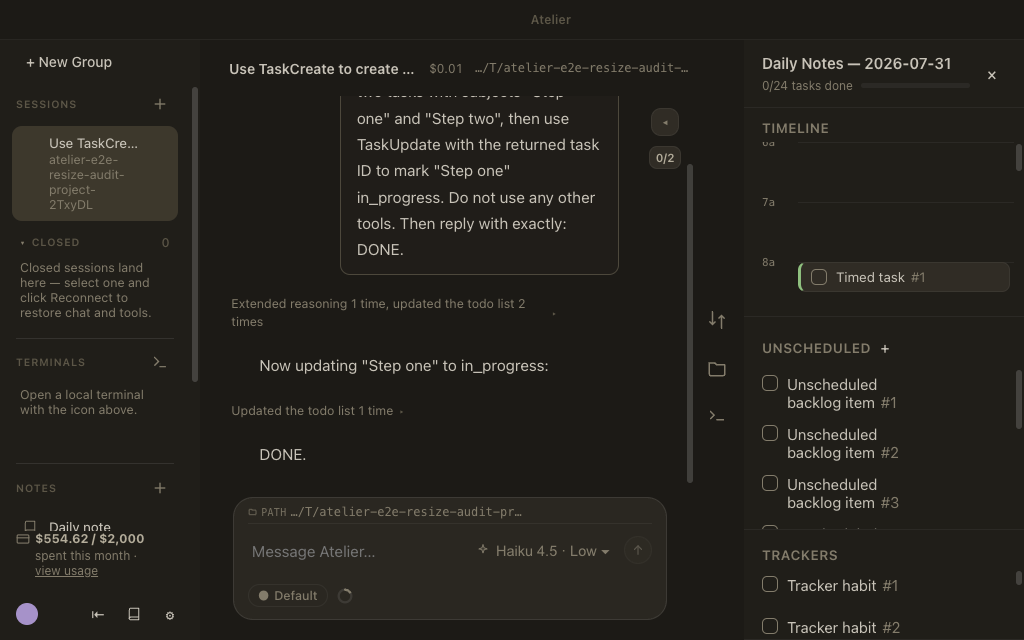 Atelier
+ New Group
SESSIONS
Use TaskCre...
atelier-e2e-
resize-audit-
project-
2TxyDL
CLOSED 0
Closed sessions land
here — select one and
click Reconnect to
restore chat and tools.
TERMINALS
Open a local terminal
with the icon above.
NOTES
Daily note
$554.62 / $2,000
spent this month ·
view usage
Use TaskCreate to create ... $0.01 …/T/atelier-e2e-resize-audit-…
two tasks with subjects "Step
one" and "Step two", then use
TaskUpdate with the returned task
ID to mark "Step one"
in_progress. Do not use any other
tools. Then reply with exactly:
DONE.
0/2
Extended reasoning 1 time, updated the todo list 2
times
Now updating "Step one" to in_progress:
Updated the todo list 1 time
DONE.
PATH …/T/atelier-e2e-resize-audit-pr…
Message Atelier...
Haiku 4.5 · Low
Default
Daily Notes — 2026-07-31
0/24 tasks done
TIMELINE
6a
7a
8a
Timed task #1
UNSCHEDULED +
Unscheduled
backlog item #1
Unscheduled
backlog item #2
Unscheduled
backlog item #3
TRACKERS
Tracker habit #1
Tracker habit #2